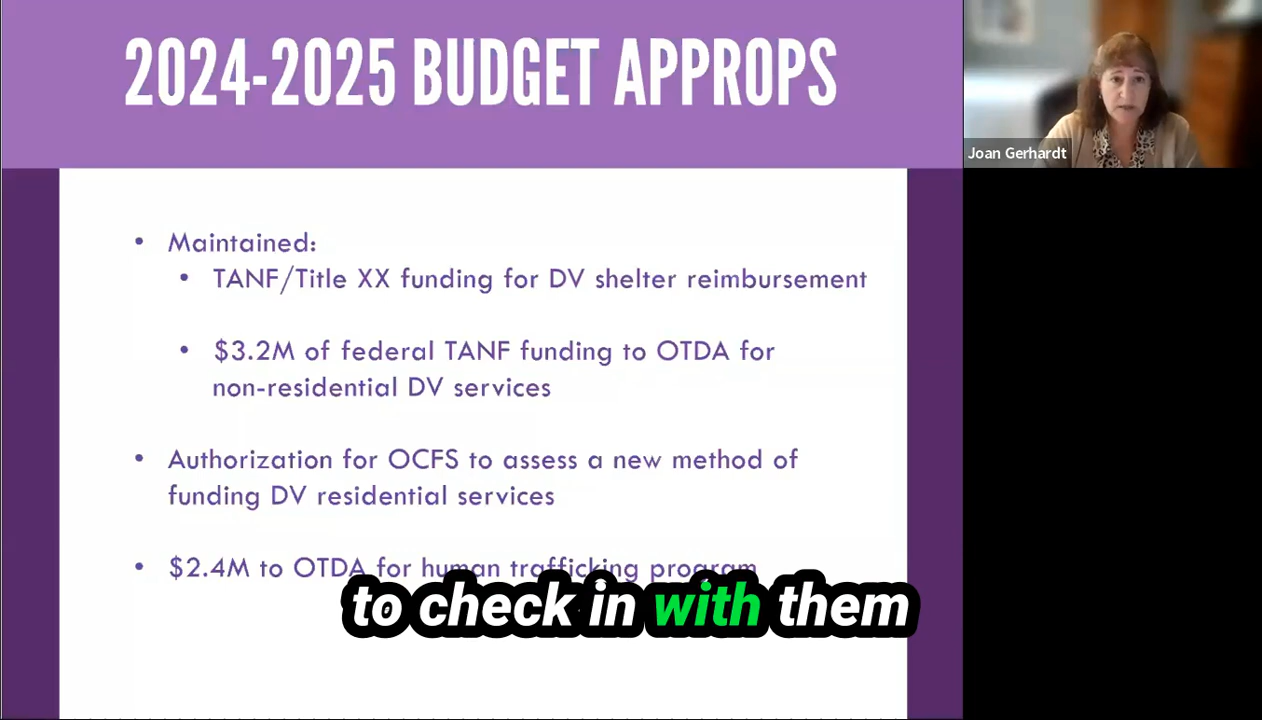 2024-2025 BUDGET APPROPS
Joan Gerhardt
• Maintained:
• TANF/Title XX funding for DV shelter reimbursement
• $3.2M of federal TANF funding to OTDA for
non-residential DV services
• Authorization for OCFS to assess a new method of
funding DV residential services
• $2.4M to OTDA for human trafficking program
to check in with them